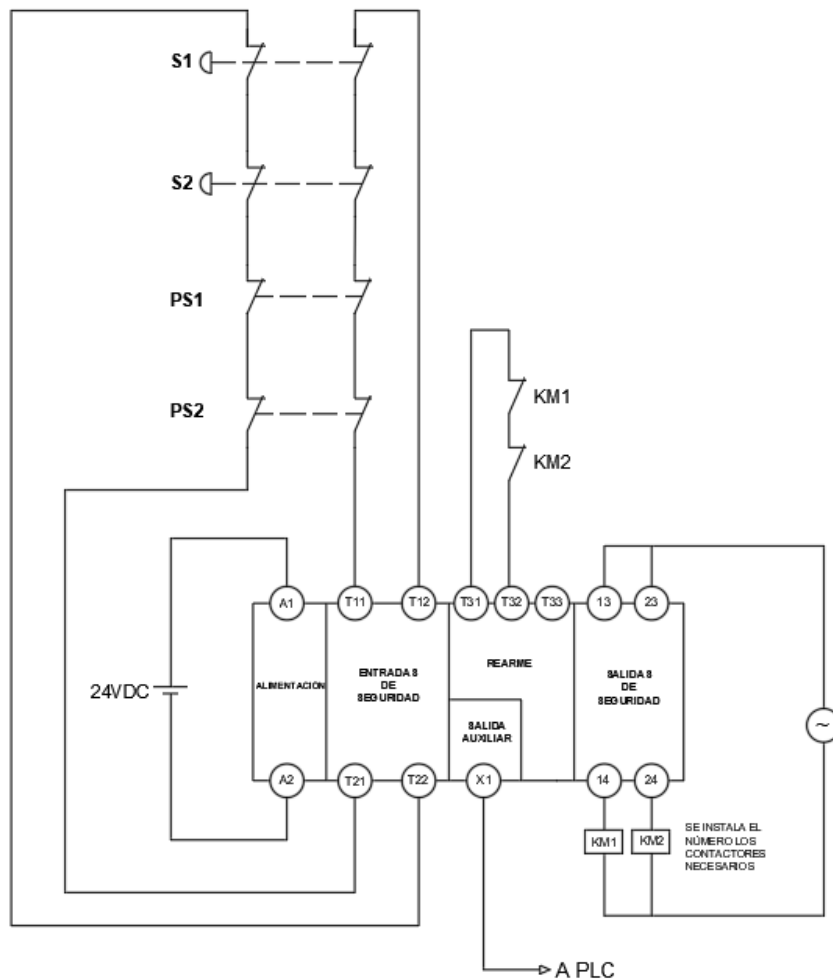 S1
S2
PS1
PS2
KM1
KM2
A1
T11
T12
T31
T32
T33
13
23
ALIMENTACIÓN
ENTRADAS
DE
SEGURIDAD
REARME
SALIDA
AUXILIAR
SALIDAS
DE
SEGURIDAD
24VDC
~
A2
T21
T22
X1
14
24
KM1
KM2
SE INSTALA EL
NÚMERO LOS
CONTACTORES
NECESARIOS
A PLC